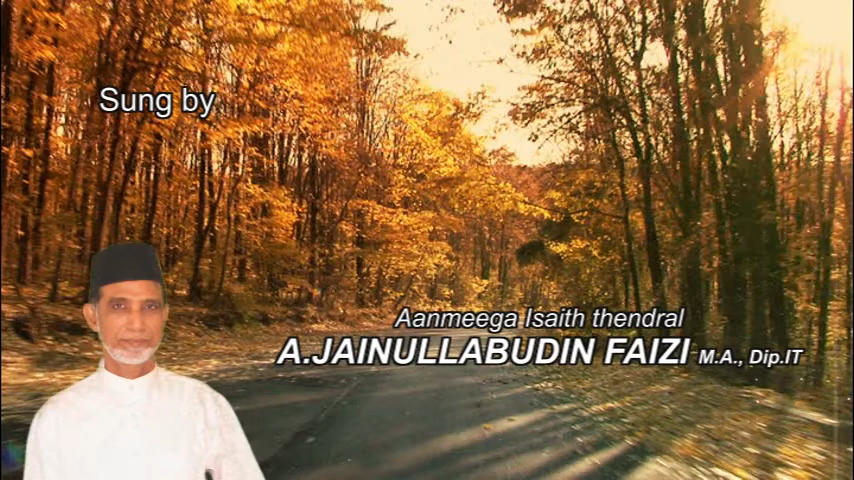 Sung by
Aanmeega Isaith thendral
A.JAINULLABUDIN FAIZI M.A., Dip.IT